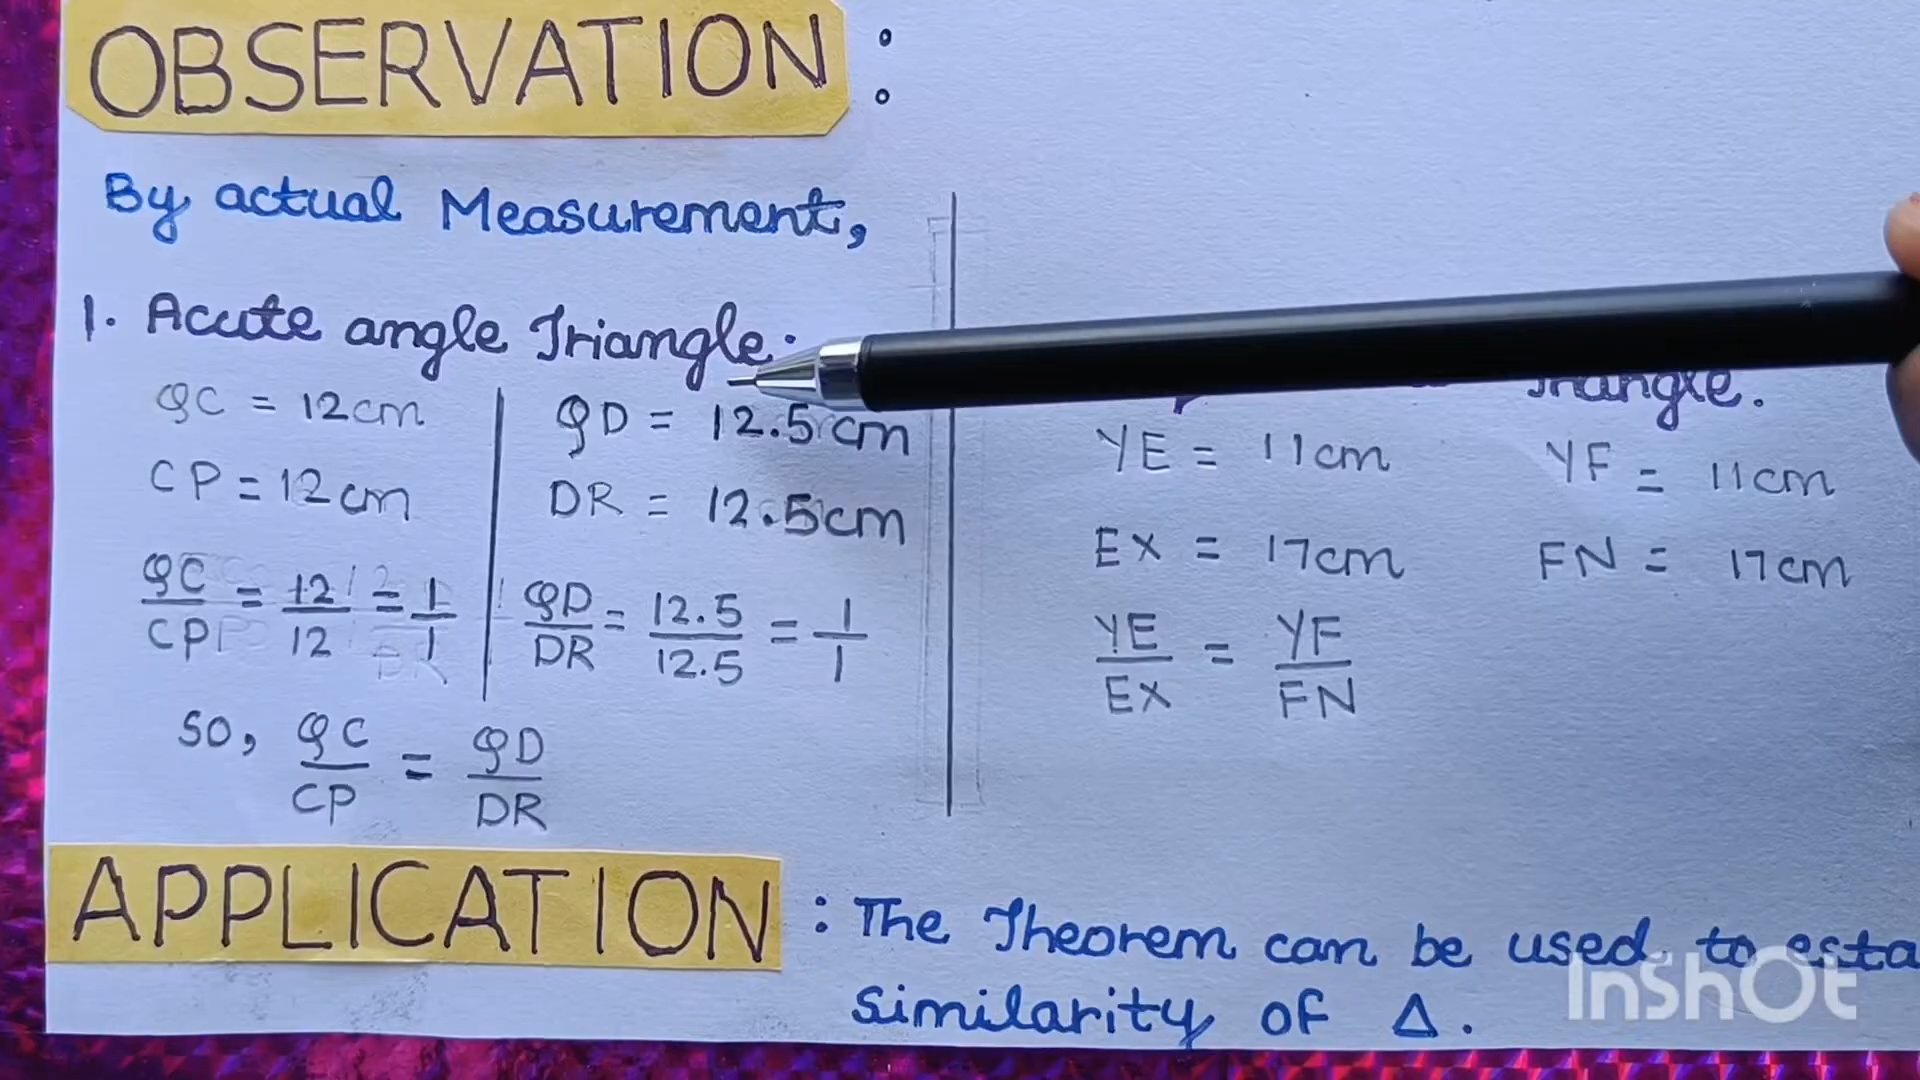 OBSERVATION :
By actual Measurement,
1. Acute angle Triangle.
QC = 12cm
CP = 12cm
QC/CP = 12/12 = 1/1
QD = 12.5cm
DR = 12.5cm
QD/DR = 12.5/12.5 = 1/1
So, QC/CP = QD/DR
Triangle.
YE = 11cm
YF = 11cm
EX = 17cm
FN = 17cm
YE/EX = YF/FN
APPLICATION : The Theorem can be used to esta
similarity of Δ.
InShOt